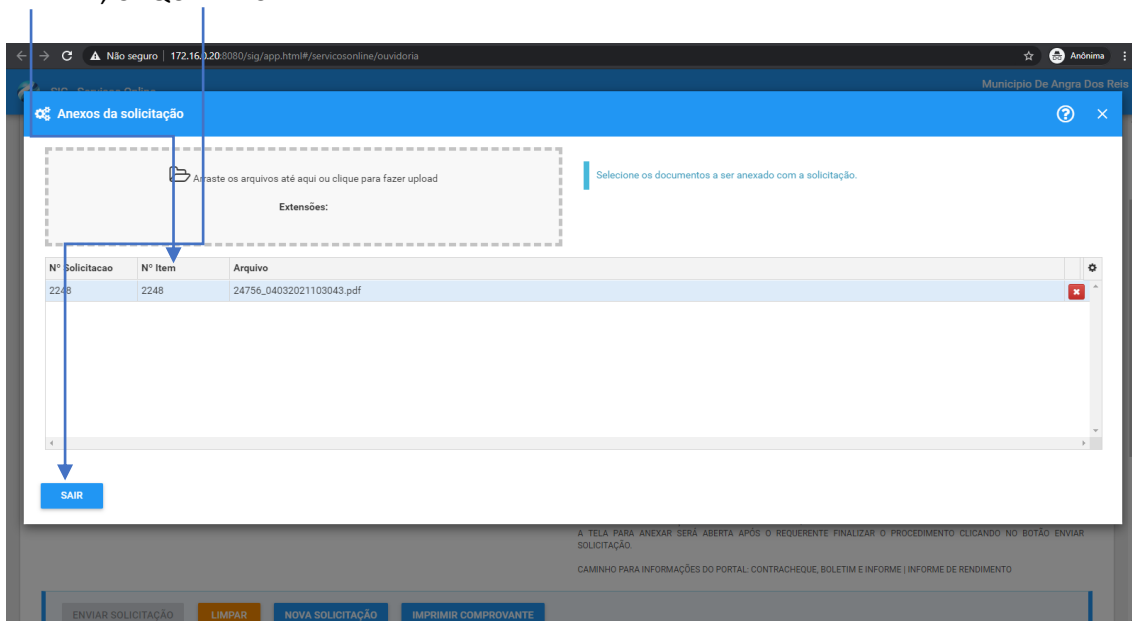 Não seguro | 172.16.0.20:8080/sig/app.html#/servicosonline/ouvidoria
Anônima
SIG - Serviços Online
Municipio De Angra Dos Reis
Anexos da solicitação
Arraste os arquivos até aqui ou clique para fazer upload
Extensões:
Selecione os documentos a ser anexado com a solicitação.
Nº Solicitacao Nº Item Arquivo
2248 2248 24756_04032021103043.pdf
SAIR
A TELA PARA ANEXAR SERÁ ABERTA APÓS O REQUERENTE FINALIZAR O PROCEDIMENTO CLICANDO NO BOTÃO ENVIAR
SOLICITAÇÃO.
CAMINHO PARA INFORMAÇÕES DO PORTAL: CONTRACHEQUE, BOLETIM E INFORME | INFORME DE RENDIMENTO
ENVIAR SOLICITAÇÃO LIMPAR NOVA SOLICITAÇÃO IMPRIMIR COMPROVANTE